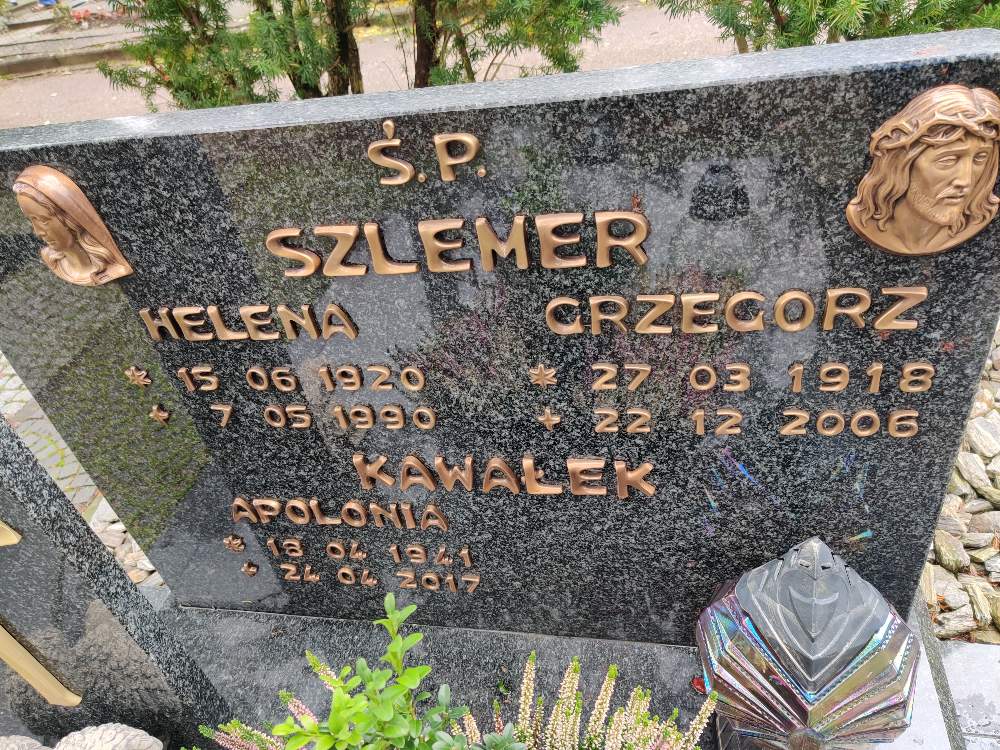 Ś.P.
SZLEMER
HELENA GRZEGORZ
* 15 06 1920 * 27 03 1918
+ 7 05 1990 + 22 12 2006
KAWAŁEK
APOLONIA
* 18 04 1941
+ 24 04 2017